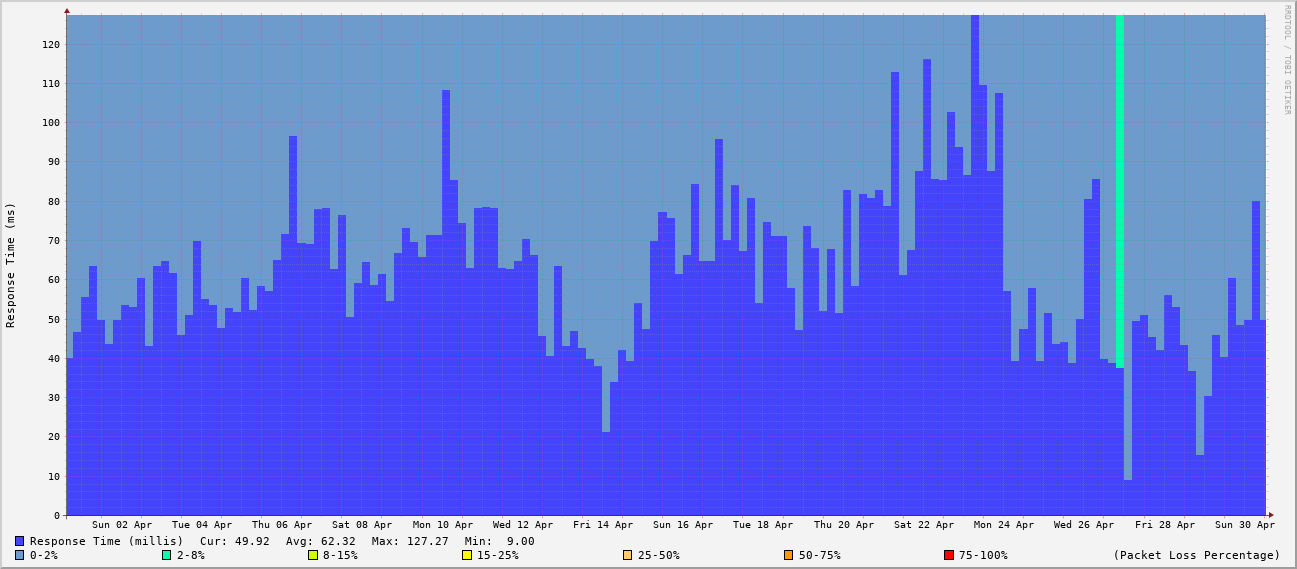 RRDTOOL / TOBI OETIKER
Response Time (ms)
120
110
100
90
80
70
60
50
40
30
20
10
0
Sun 02 Apr Tue 04 Apr Thu 06 Apr Sat 08 Apr Mon 10 Apr Wed 12 Apr Fri 14 Apr Sun 16 Apr Tue 18 Apr Thu 20 Apr Sat 22 Apr Mon 24 Apr Wed 26 Apr Fri 28 Apr Sun 30 Apr
Response Time (millis) Cur: 49.92 Avg: 62.32 Max: 127.27 Min: 9.00
0-2% 2-8% 8-15% 15-25% 25-50% 50-75% 75-100% (Packet Loss Percentage)